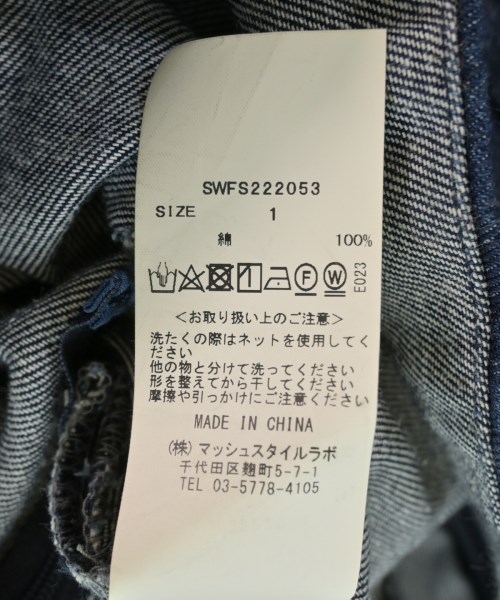 SWFS222053
SIZE 1
綿 100%
F W
E023
<お取り扱い上のご注意>
洗たくの際はネットを使用してく
ださい
他の物と分けて洗ってください
形を整えてから干してください
摩擦や引っかけにご注意ください
MADE IN CHINA
(株) マッシュスタイルラボ
千代田区麹町5-7-1
TEL 03-5778-4105